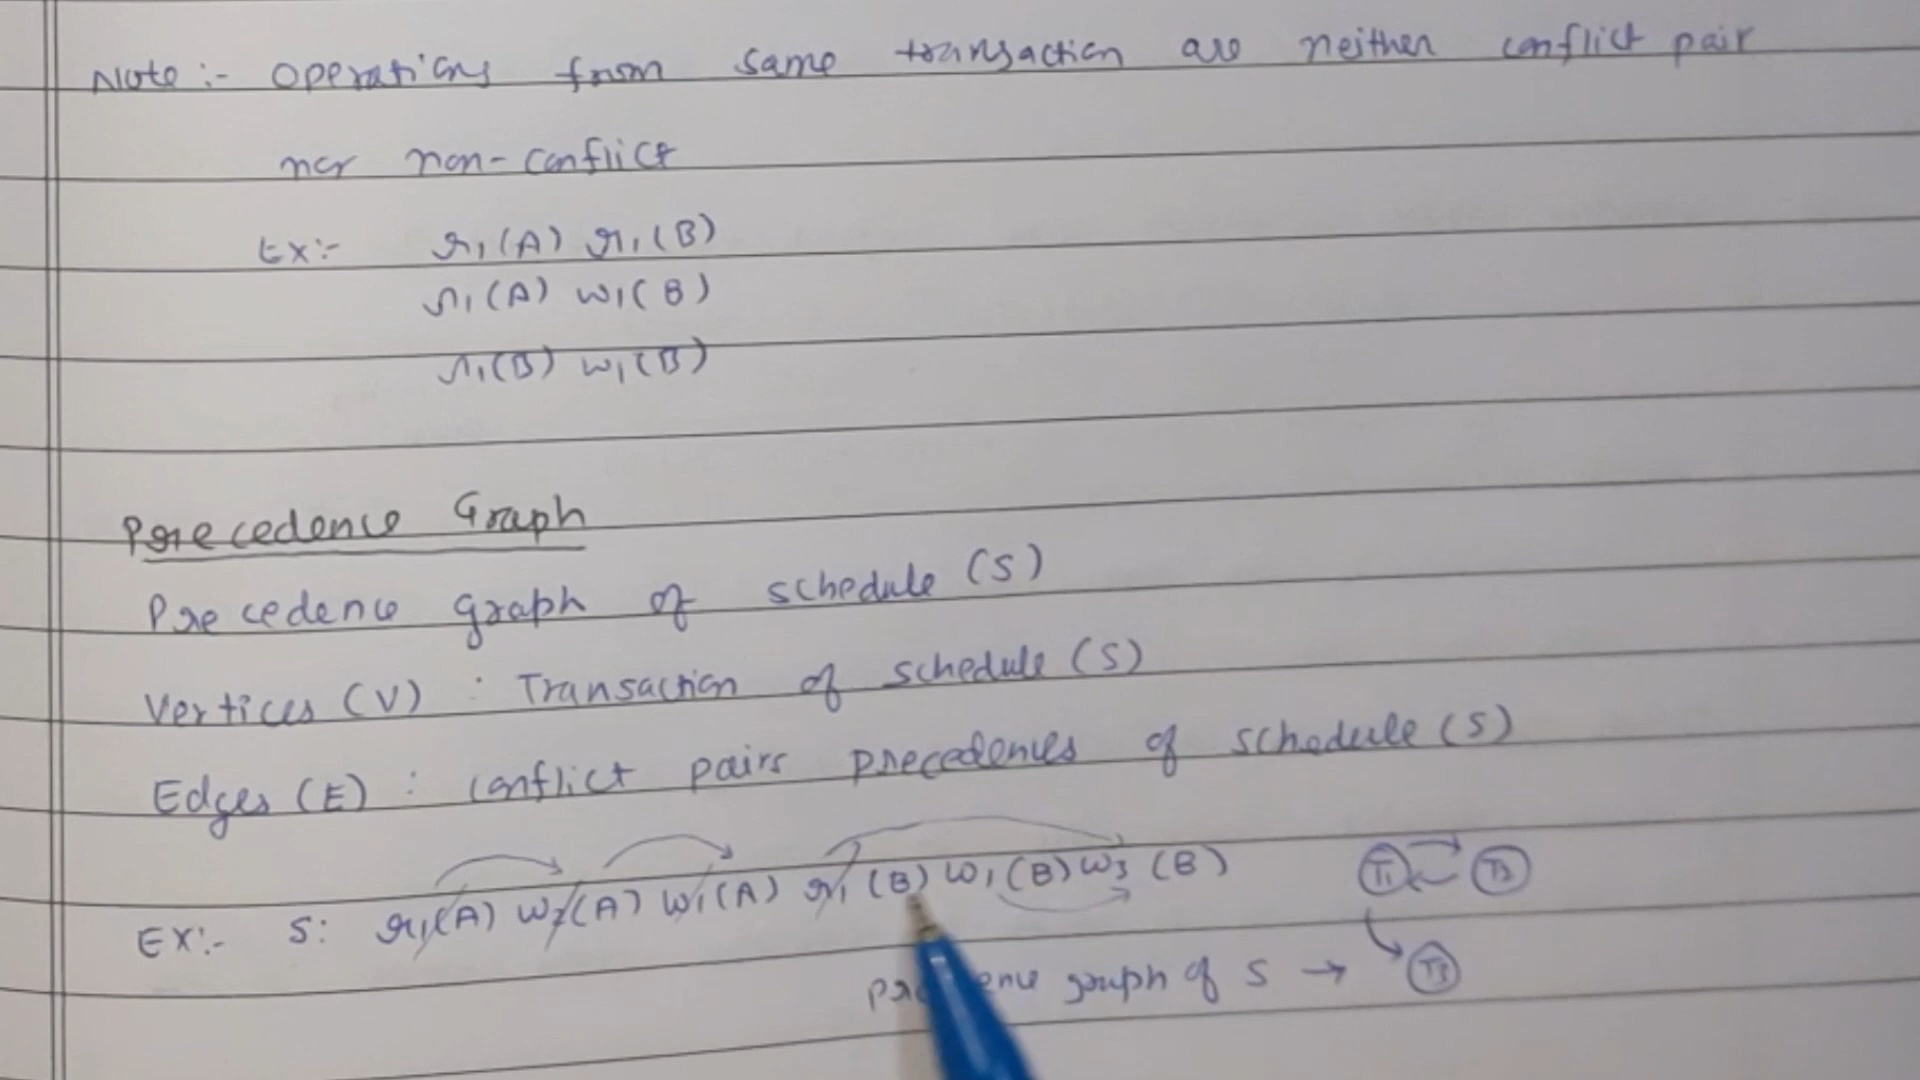 Note :- Operations from same transaction are neither conflict pair
nor non-conflict
Ex:- r1(A) r1(B)
r1(A) w1(B)
r1(B) w1(B)
Precedence Graph
Precedence graph of schedule (S)
Vertices (V) : Transaction of schedule (S)
Edges (E) : conflict pairs precedences of schedule (S)
Ex:- S: r1(A) w2(A) w1(A) r1(B) w1(B) w3(B) T1 T2
graph of S → T3